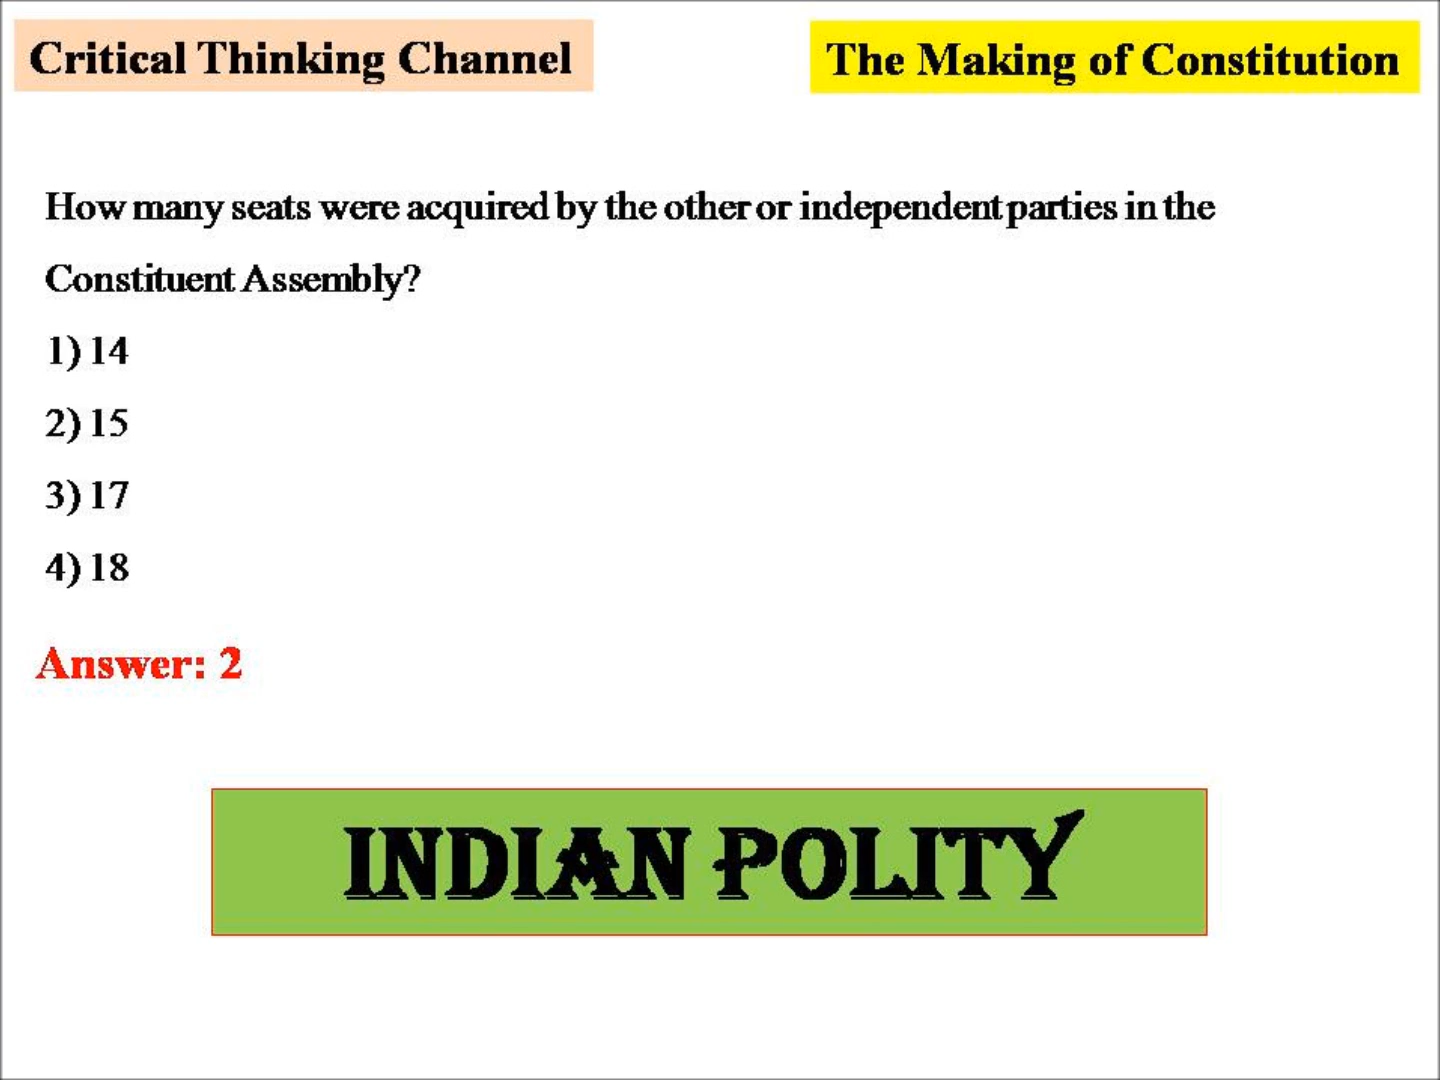 Critical Thinking Channel
The Making of Constitution
How many seats were acquired by the other or independent parties in the
Constituent Assembly?
1) 14
2) 15
3) 17
4) 18
Answer: 2
INDIAN POLITY